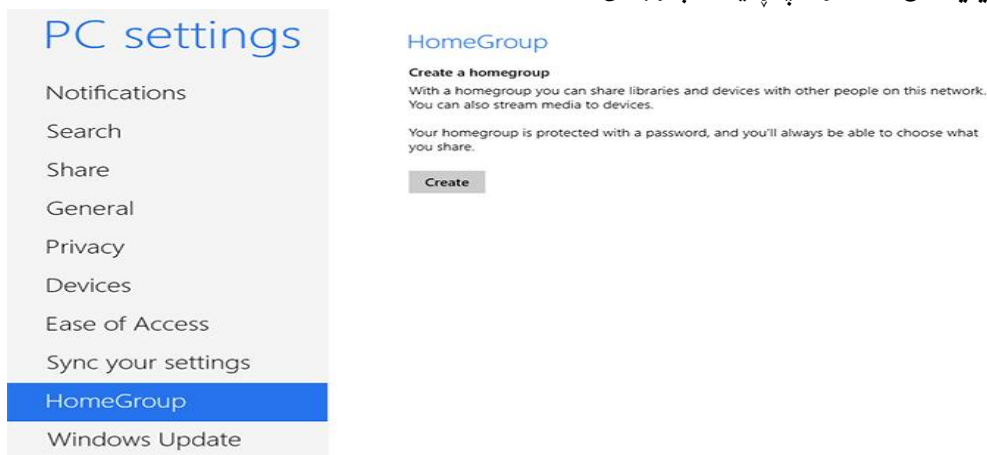 PC settings
Notifications
Search
Share
General
Privacy
Devices
Ease of Access
Sync your settings
HomeGroup
Windows Update
HomeGroup
Create a homegroup
With a homegroup you can share libraries and devices with other people on this network.
You can also stream media to devices.
Your homegroup is protected with a password, and you'll always be able to choose what
you share.
Create